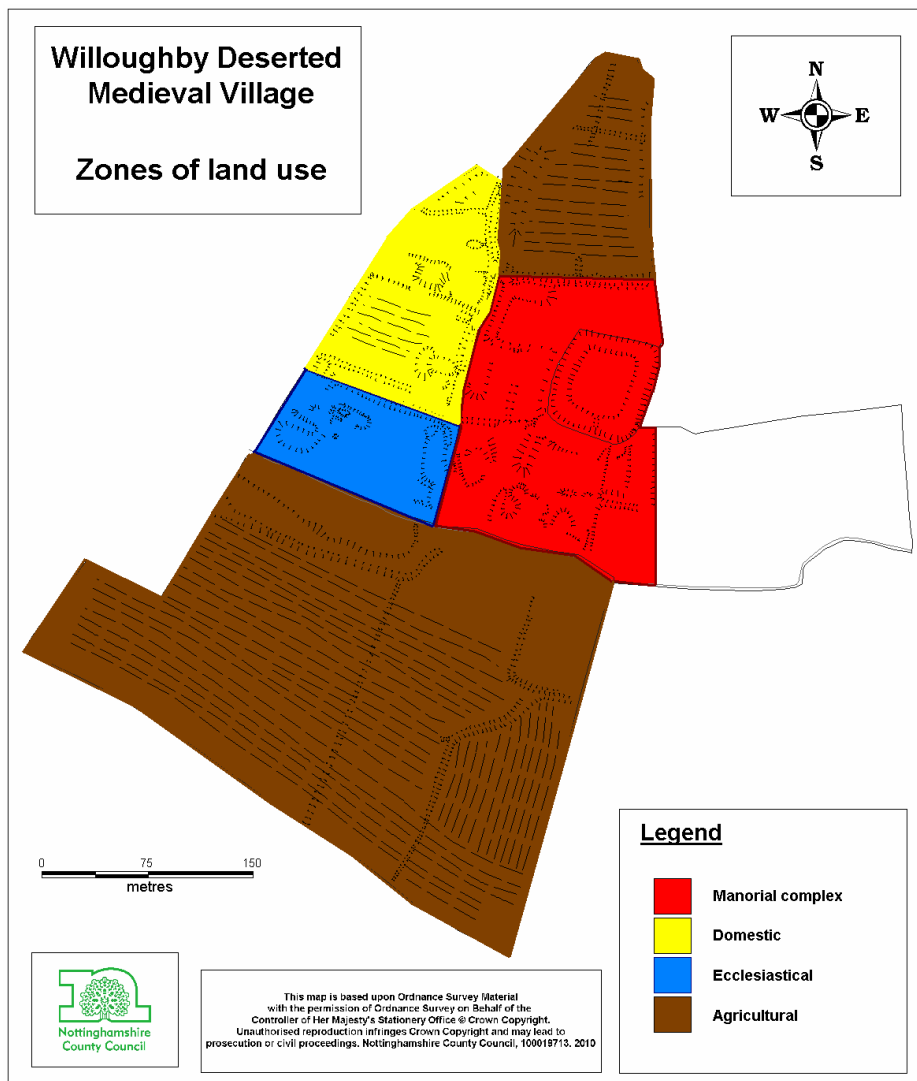 Willoughby Deserted
Medieval Village
Zones of land use
N
W
E
S
0
75
150
metres
Legend
Manorial complex
Domestic
Ecclesiastical
Agricultural
n
Nottinghamshire
County Council
This map is based upon Ordnance Survey Material
with the permission of Ordnance Survey on Behalf of the
Controller of Her Majesty's Stationery Office © Crown Copyright.
Unauthorised reproduction infringes Crown Copyright and may lead to
prosecution or civil proceedings. Nottinghamshire County Council, 100019713. 2010